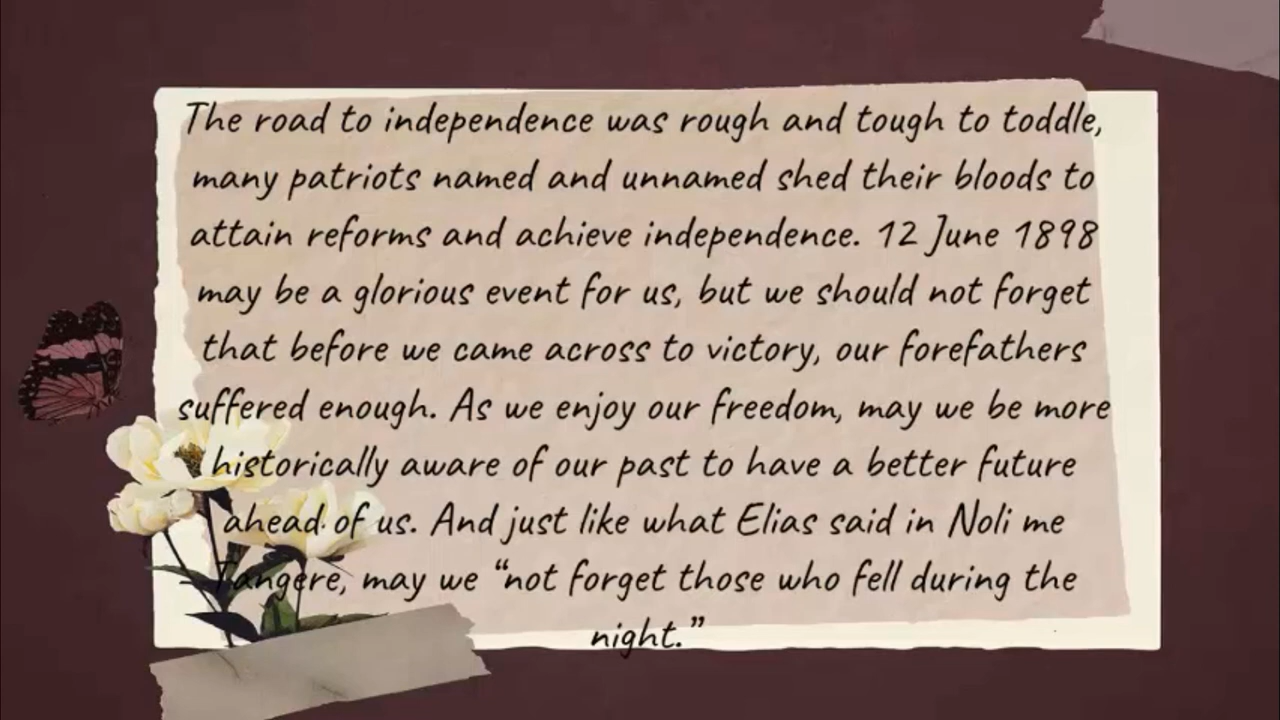 The road to independence was rough and tough to toddle,
many patriots named and unnamed shed their bloods to
attain reforms and achieve independence. 12 June 1898
may be a glorious event for us, but we should not forget
that before we came across to victory, our forefathers
suffered enough. As we enjoy our freedom, may we be more
historically aware of our past to have a better future
ahead of us. And just like what Elias said in Noli me
Tangere, may we “not forget those who fell during the
night.”